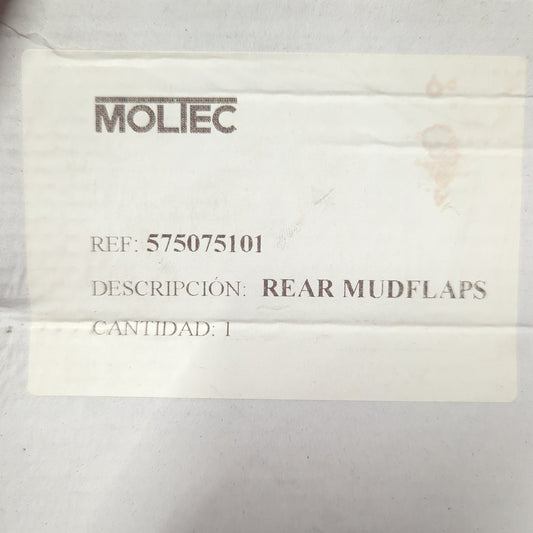 MOLTEC
REF: 575075101
DESCRIPCIÓN: REAR MUDFLAPS
CANTIDAD: 1